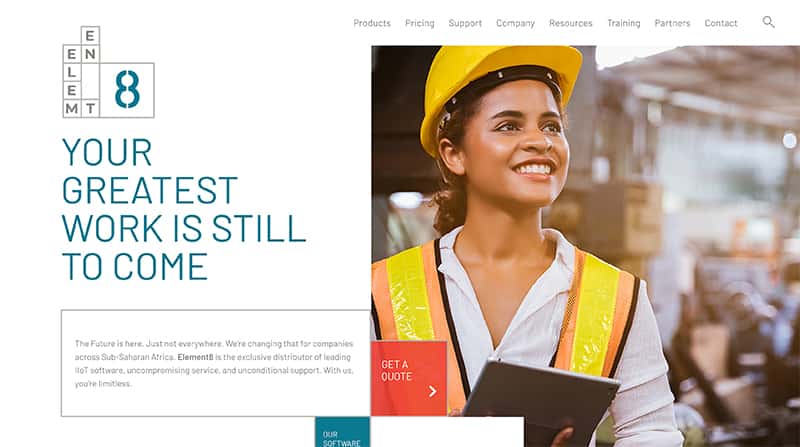 Products Pricing Support Company Resources Training Partners Contact
ELEMENT 8
YOUR
GREATEST
WORK IS STILL
TO COME
The Future is here. Just not everywhere. We're changing that for companies
across Sub-Saharan Africa. Element8 is the exclusive distributor of leading
IIoT software, uncompromising service, and unconditional support. With us,
you're limitless.
GET A
QUOTE
OUR
SOFTWARE